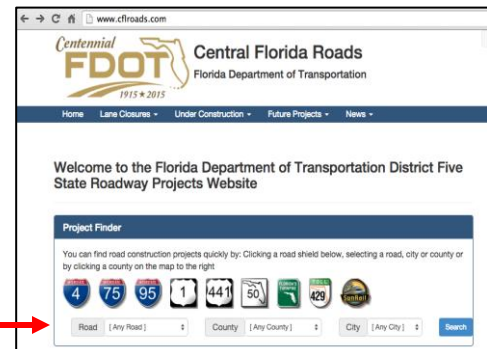 www.cflroads.com
Centennial
FDOT
1915★2015
Central Florida Roads
Florida Department of Transportation
Home Lane Closures Under Construction Future Projects News
Welcome to the Florida Department of Transportation District Five
State Roadway Projects Website
Project Finder
You can find road construction projects quickly by: Clicking a road shield below, selecting a road, city or county or
by clicking a county on the map to the right
4 75 95 1 441 50 429 SunRail
Road [ Any Road ] County [ Any County ] City [ Any City ] Search